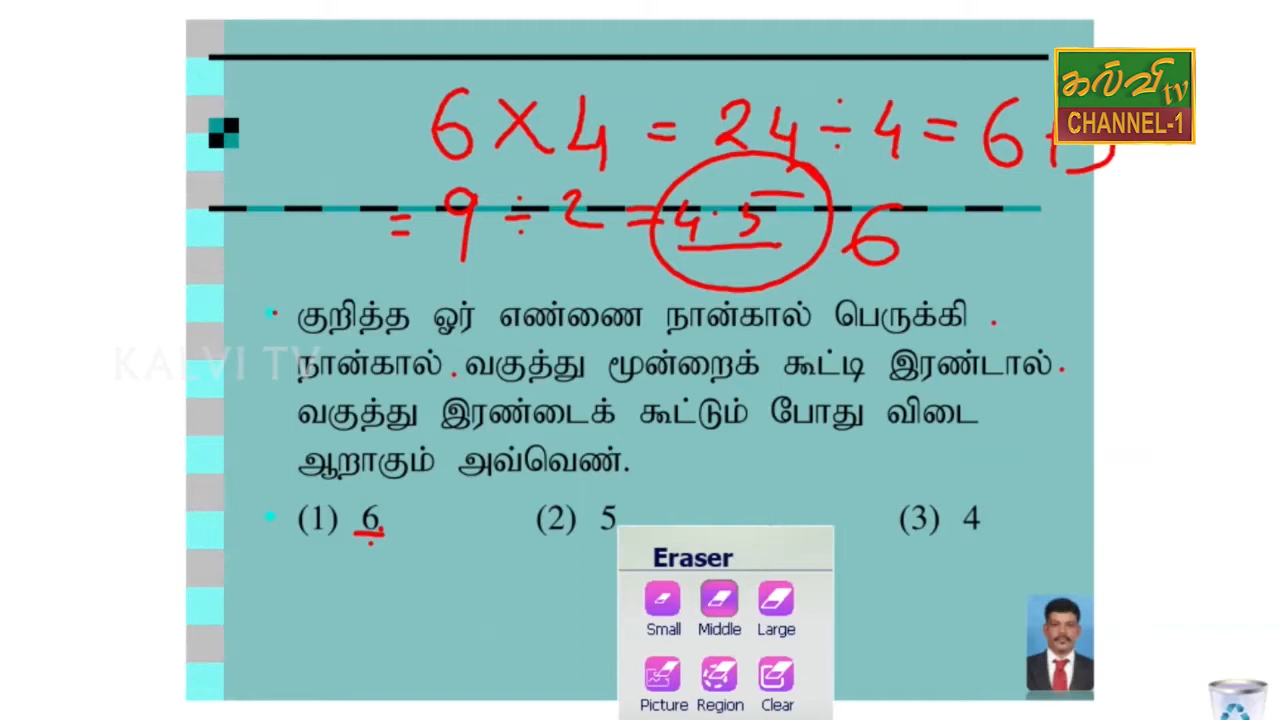 கல்வி tv
CHANNEL-1
6 × 4 = 24 ÷ 4 = 6 +3
= 9 ÷ 2 = 4.5 6
KALVI TV
குறித்த ஓர் எண்ணை நான்கால் பெருக்கி
நான்கால் வகுத்து மூன்றைக் கூட்டி இரண்டால்
வகுத்து இரண்டைக் கூட்டும் போது விடை
ஆறாகும் அவ்வெண்.
(1) 6 (2) 5 (3) 4
Eraser
Small Middle Large
Picture Region Clear